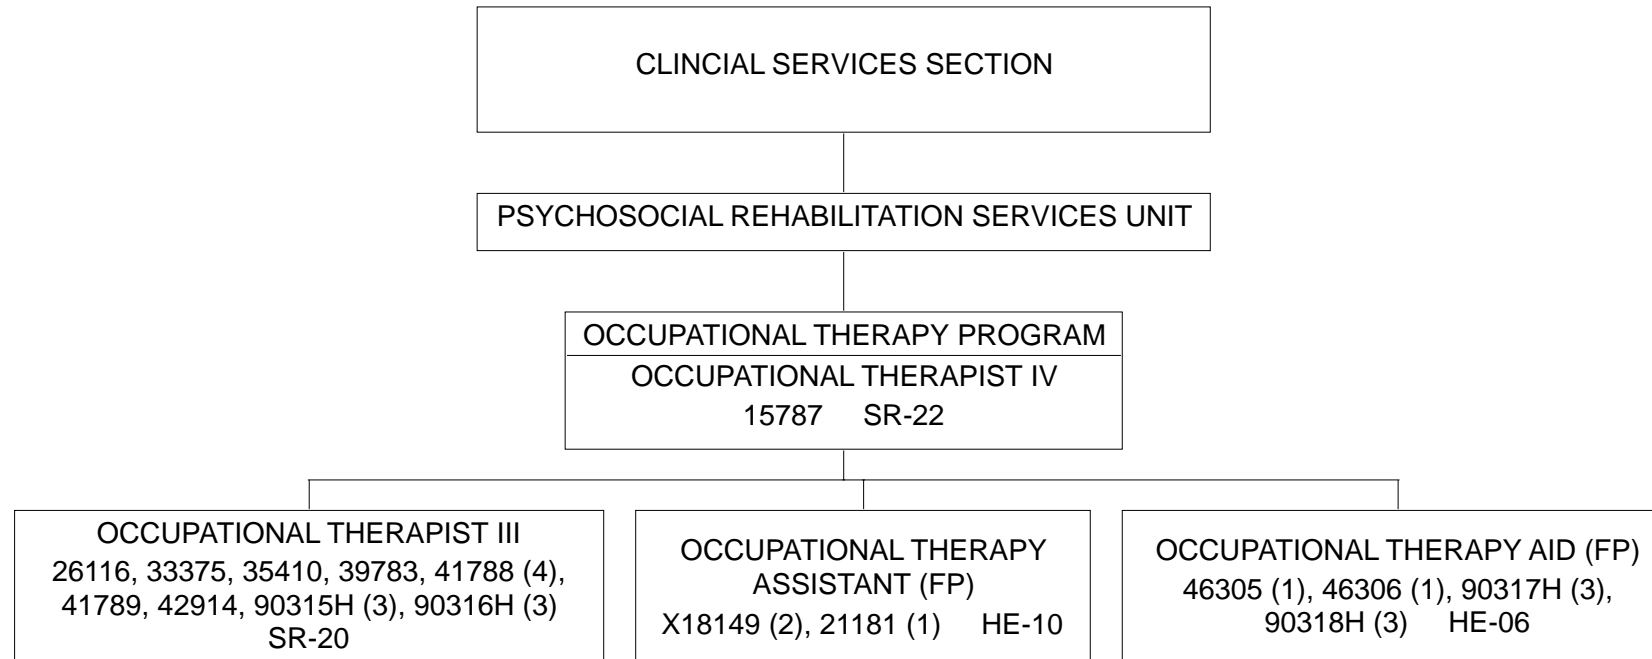 CLINCIAL SERVICES SECTION
PSYCHOSOCIAL REHABILITATION SERVICES UNIT
OCCUPATIONAL THERAPY PROGRAM
OCCUPATIONAL THERAPIST IV
15787 SR-22
OCCUPATIONAL THERAPIST III
26116, 33375, 35410, 39783, 41788 (4),
41789, 42914, 90315H (3), 90316H (3)
SR-20
OCCUPATIONAL THERAPY
ASSISTANT (FP)
X18149 (2), 21181 (1) HE-10
OCCUPATIONAL THERAPY AID (FP)
46305 (1), 46306 (1), 90317H (3),
90318H (3) HE-06